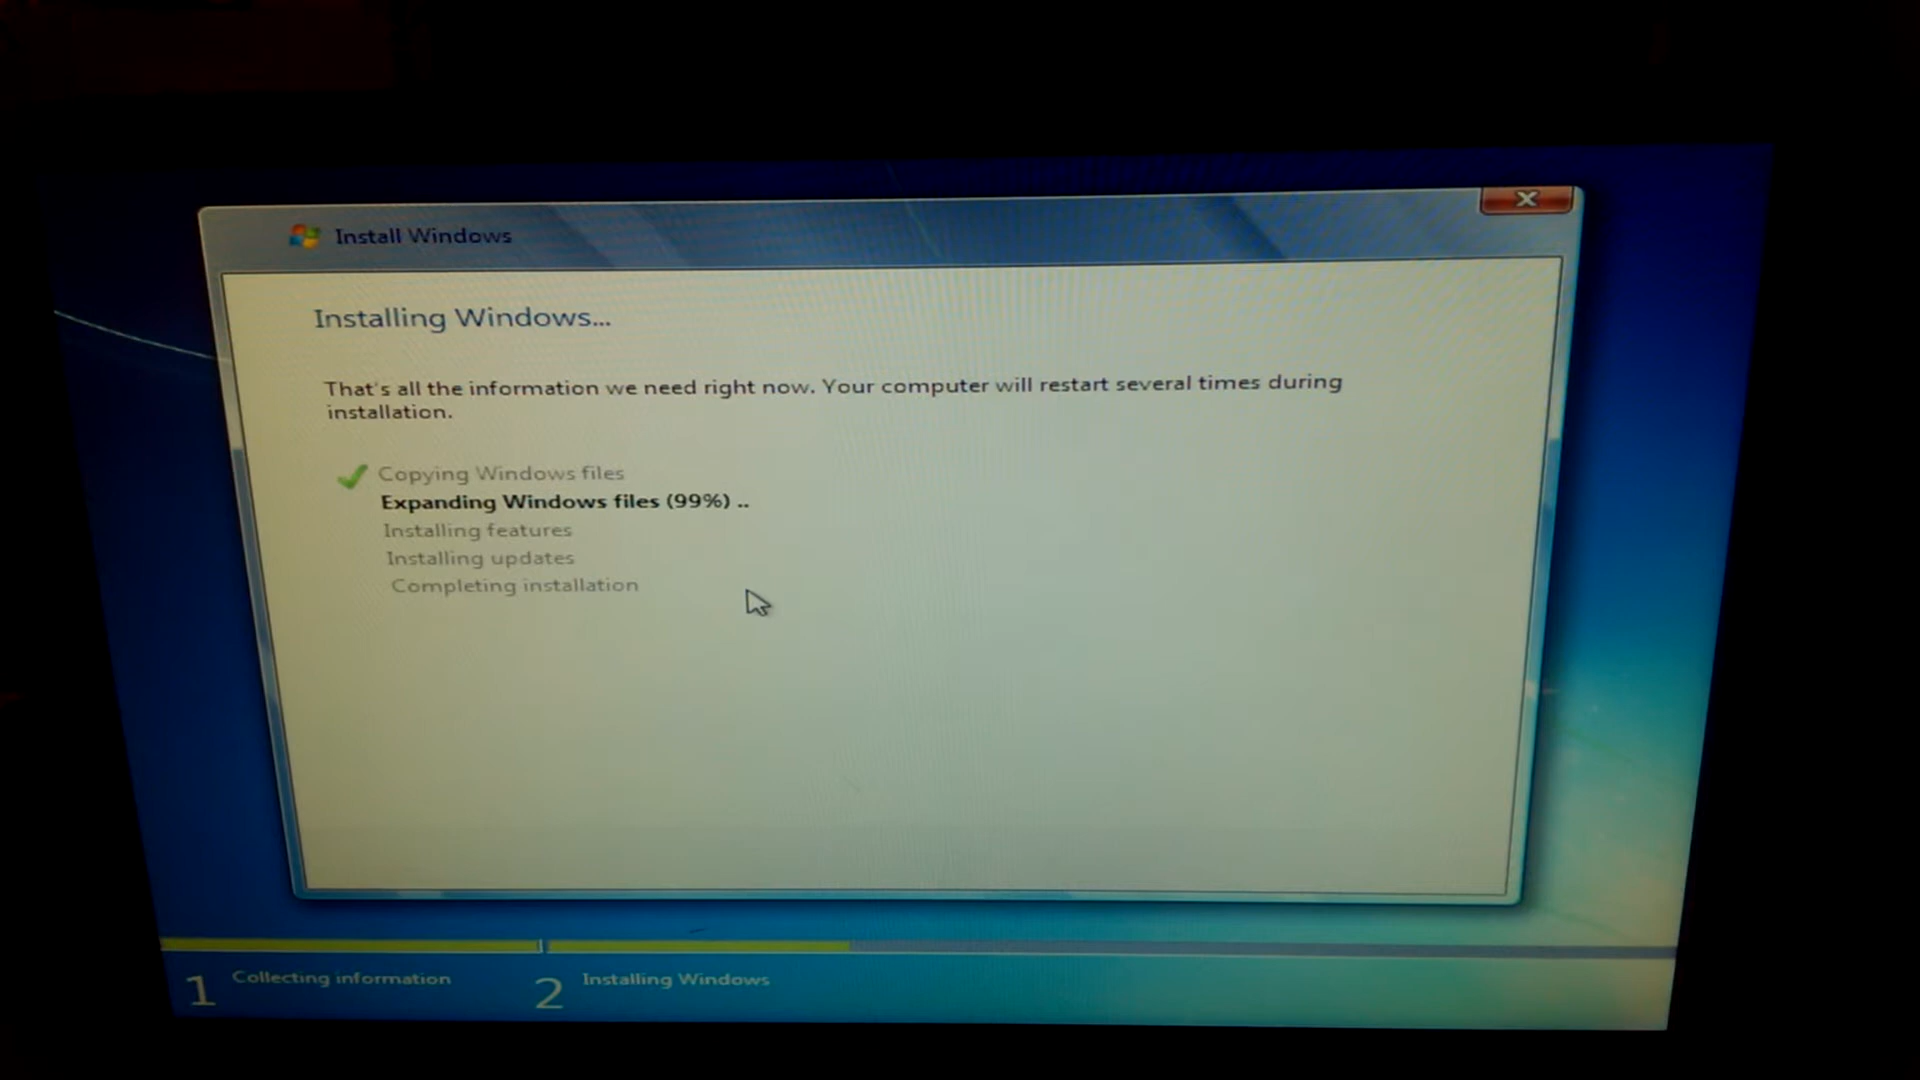 Install Windows
Installing Windows...
That's all the information we need right now. Your computer will restart several times during
installation.
Copying Windows files
Expanding Windows files (99%) ..
Installing features
Installing updates
Completing installation
1 Collecting information
2 Installing Windows